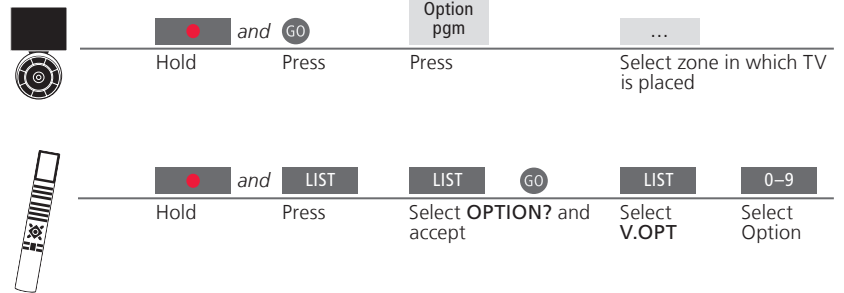 Option
pgm
and GO ...
Hold Press Press Select zone in which TV
is placed
and LIST LIST GO LIST 0–9
Hold Press Select OPTION? and Select Select
accept V.OPT Option